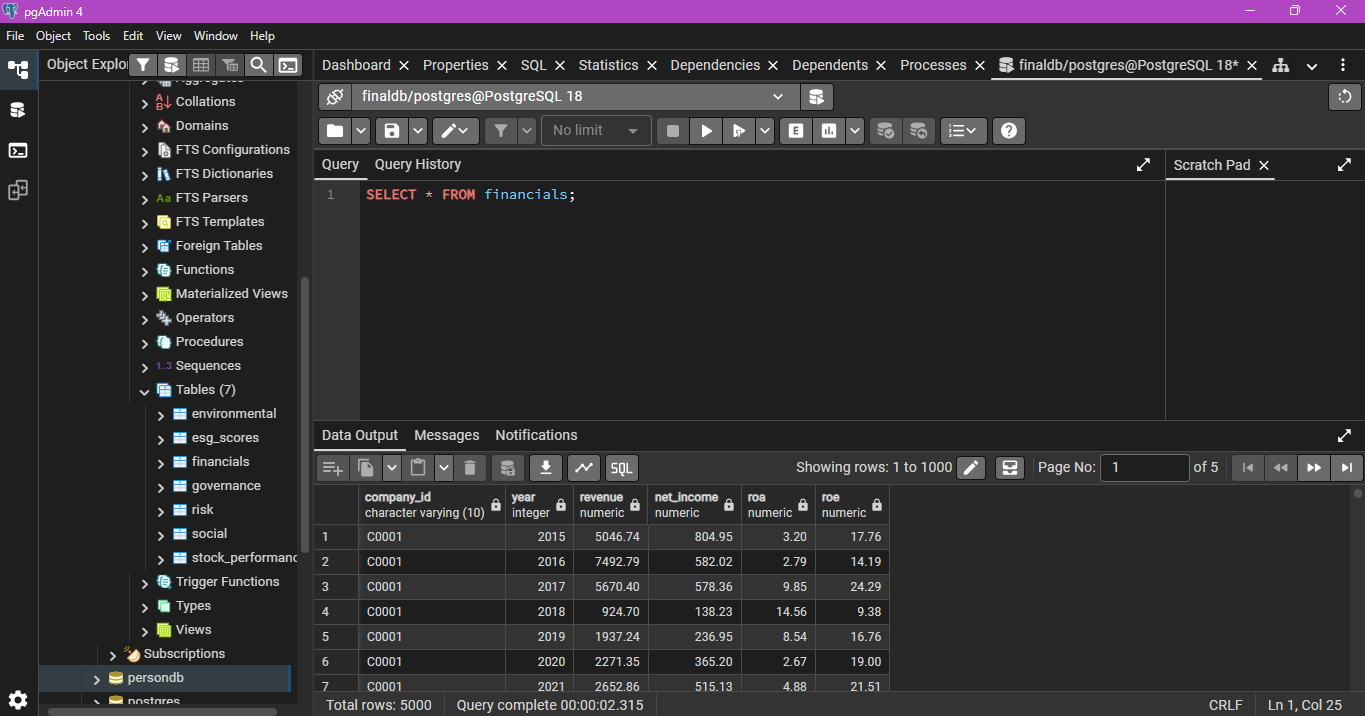 pgAdmin 4
File Object Tools Edit View Window Help
Object Explo
Dashboard Properties SQL Statistics Dependencies Dependents Processes finaldb/postgres@PostgreSQL 18*
finaldb/postgres@PostgreSQL 18
No limit
E
Query Query History
Scratch Pad
1 SELECT * FROM financials;
Aggregates
Collations
Domains
FTS Configurations
FTS Dictionaries
Aa FTS Parsers
FTS Templates
Foreign Tables
Functions
Materialized Views
Operators
Procedures
1..3 Sequences
Tables (7)
environmental
esg_scores
financials
governance
risk
social
stock_performanc
Trigger Functions
Types
Views
Subscriptions
persondb
postgres
Data Output Messages Notifications
SQL
Showing rows: 1 to 1000
Page No: 1 of 5
company_id year revenue net_income roa roe
character varying (10) integer numeric numeric numeric numeric
1 C0001 2015 5046.74 804.95 3.20 17.76
2 C0001 2016 7492.79 582.02 2.79 14.19
3 C0001 2017 5670.40 578.36 9.85 24.29
4 C0001 2018 924.70 138.23 14.56 9.38
5 C0001 2019 1937.24 236.95 8.54 16.76
6 C0001 2020 2271.35 365.20 2.67 19.00
7 C0001 2021 2652.86 515.13 4.88 21.51
Total rows: 5000 Query complete 00:00:02.315
CRLF Ln 1, Col 25